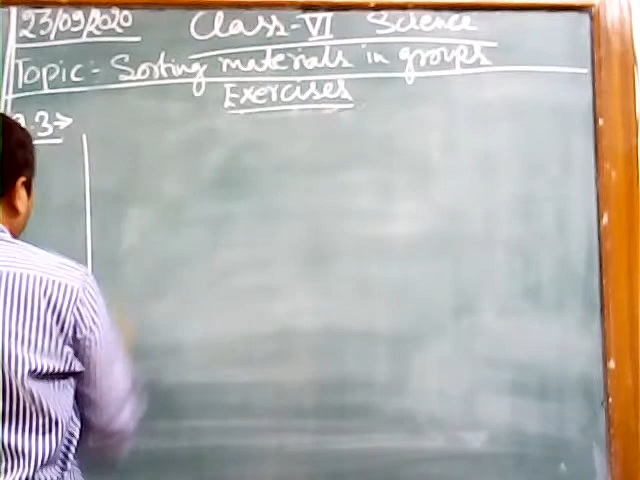 23/09/2020 Class-VI Science
Topic:- Sorting materials in groups
Exercises
Q.3→